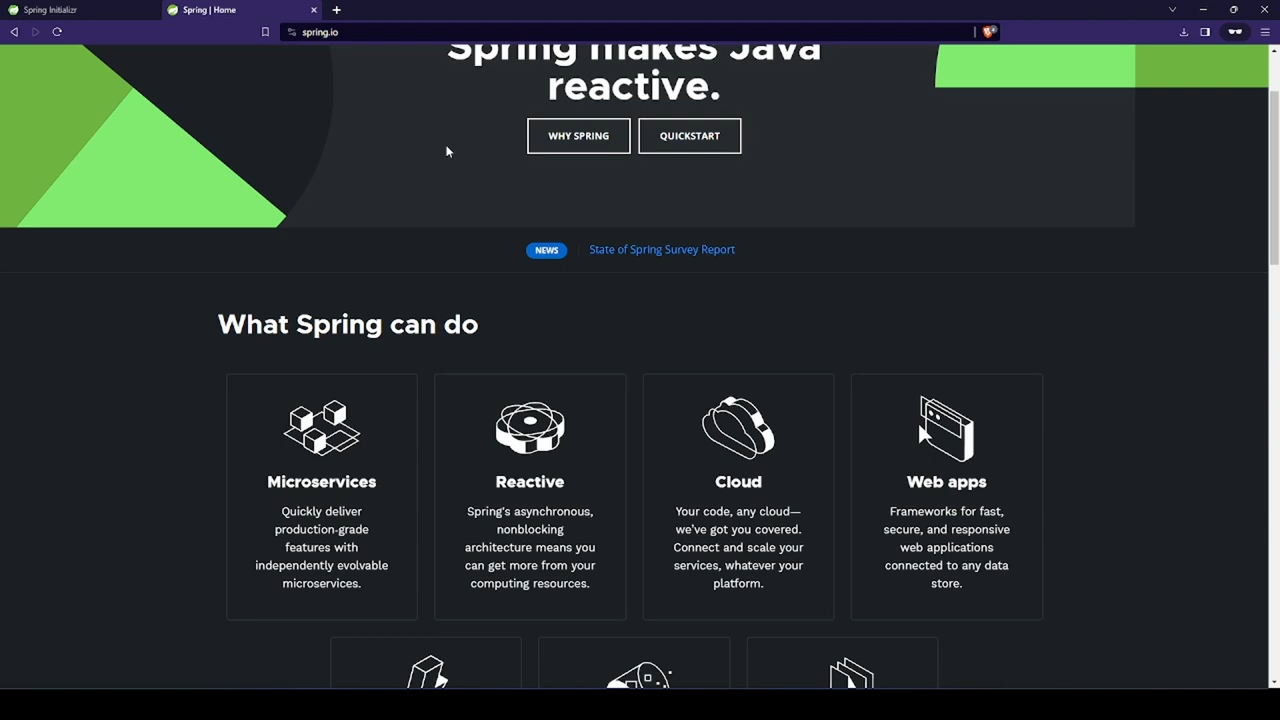 Spring Initializr
Spring | Home
spring.io
Spring makes Java
reactive.
WHY SPRING
QUICKSTART
NEWS
State of Spring Survey Report
What Spring can do
Microservices
Quickly deliver
production-grade
features with
independently evolvable
microservices.
Reactive
Spring's asynchronous,
nonblocking
architecture means you
can get more from your
computing resources.
Cloud
Your code, any cloud—
we've got you covered.
Connect and scale your
services, whatever your
platform.
Web apps
Frameworks for fast,
secure, and responsive
web applications
connected to any data
store.